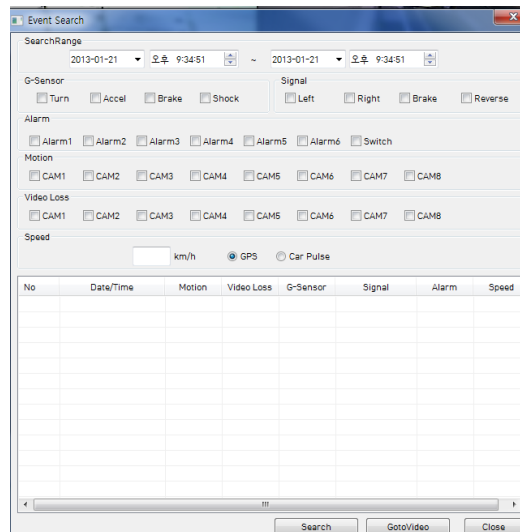 Event Search
SearchRange
2013-01-21 오후 9:34:51 ~ 2013-01-21 오후 9:34:51
G-Sensor Signal
Turn Accel Brake Shock Left Right Brake Reverse
Alarm
Alarm1 Alarm2 Alarm3 Alarm4 Alarm5 Alarm6 Switch
Motion
CAM1 CAM2 CAM3 CAM4 CAM5 CAM6 CAM7 CAM8
Video Loss
CAM1 CAM2 CAM3 CAM4 CAM5 CAM6 CAM7 CAM8
Speed
km/h GPS Car Pulse
No Date/Time Motion Video Loss G-Sensor Signal Alarm Speed
Search GotoVideo Close